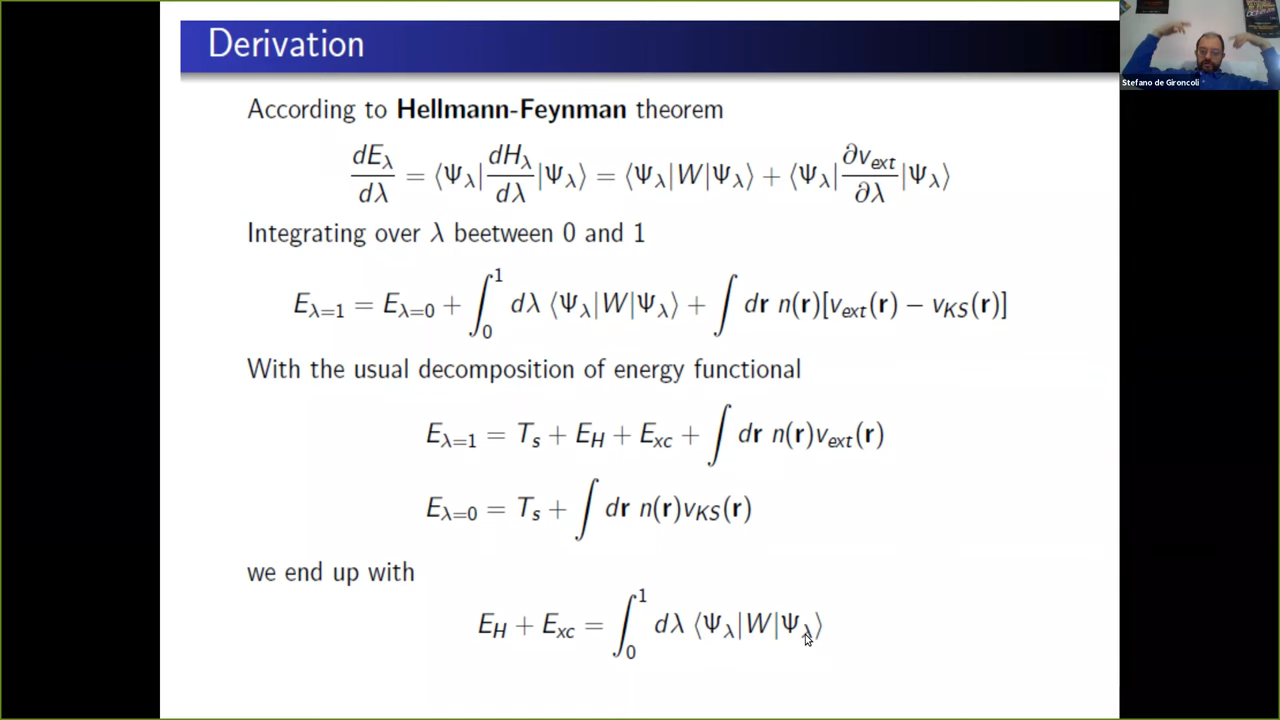 Derivation
Stefano de Gironcoli
According to Hellmann-Feynman theorem
dE_λ/dλ = ⟨Ψ_λ|dH_λ/dλ|Ψ_λ⟩ = ⟨Ψ_λ|W|Ψ_λ⟩ + ⟨Ψ_λ|∂v_ext/∂λ|Ψ_λ⟩
Integrating over λ beetween 0 and 1
E_{λ=1} = E_{λ=0} + ∫_0^1 dλ ⟨Ψ_λ|W|Ψ_λ⟩ + ∫ dr n(r)[v_ext(r) − v_KS(r)]
With the usual decomposition of energy functional
E_{λ=1} = T_s + E_H + E_xc + ∫ dr n(r)v_ext(r)
E_{λ=0} = T_s + ∫ dr n(r)v_KS(r)
we end up with
E_H + E_xc = ∫_0^1 dλ ⟨Ψ_λ|W|Ψ_λ⟩